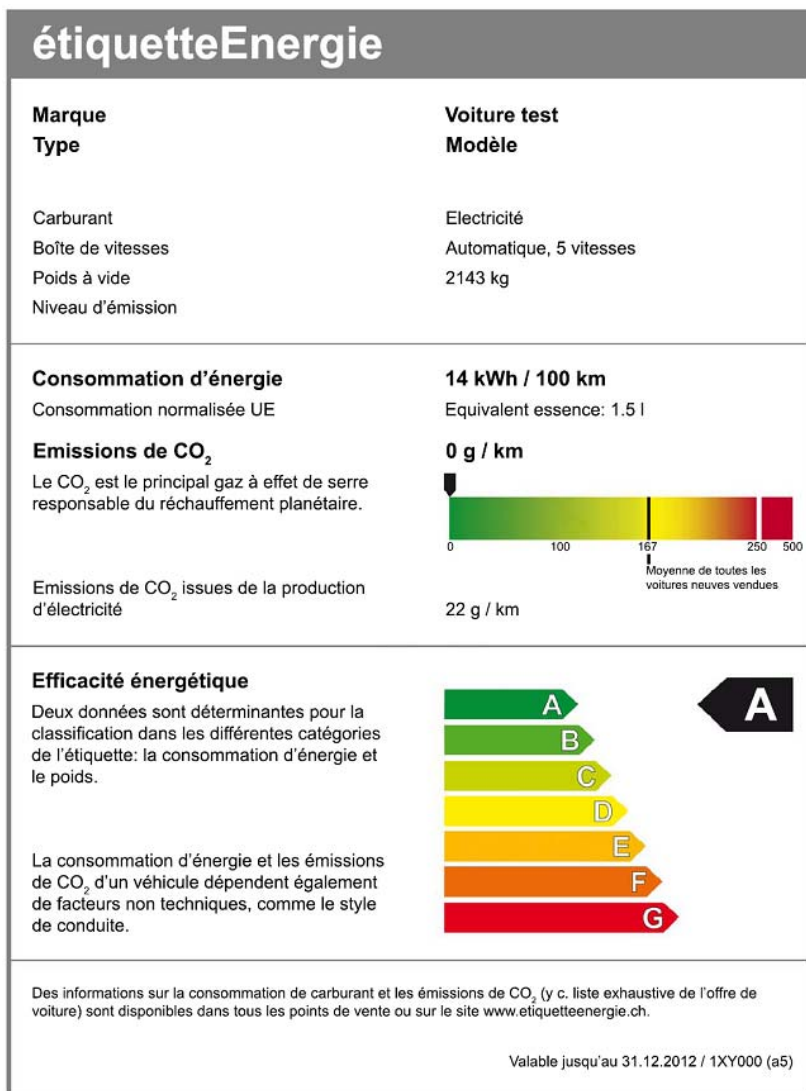 étiquetteEnergie
Marque Voiture test
Type Modèle
Carburant Electricité
Boîte de vitesses Automatique, 5 vitesses
Poids à vide 2143 kg
Niveau d'émission
Consommation d'énergie 14 kWh / 100 km
Consommation normalisée UE Equivalent essence: 1.5 l
Emissions de CO₂ 0 g / km
Le CO₂ est le principal gaz à effet de serre
responsable du réchauffement planétaire.
0 100 167 250 500
Moyenne de toutes les
voitures neuves vendues
Emissions de CO₂ issues de la production
d'électricité 22 g / km
Efficacité énergétique
Deux données sont déterminantes pour la
classification dans les différentes catégories
de l'étiquette: la consommation d'énergie et
le poids.
La consommation d'énergie et les émissions
de CO₂ d'un véhicule dépendent également
de facteurs non techniques, comme le style
de conduite.
A A
B
C
D
E
F
G
Des informations sur la consommation de carburant et les émissions de CO₂ (y c. liste exhaustive de l'offre de
voiture) sont disponibles dans tous les points de vente ou sur le site www.etiquetteenergie.ch.
Valable jusqu'au 31.12.2012 / 1XY000 (a5)